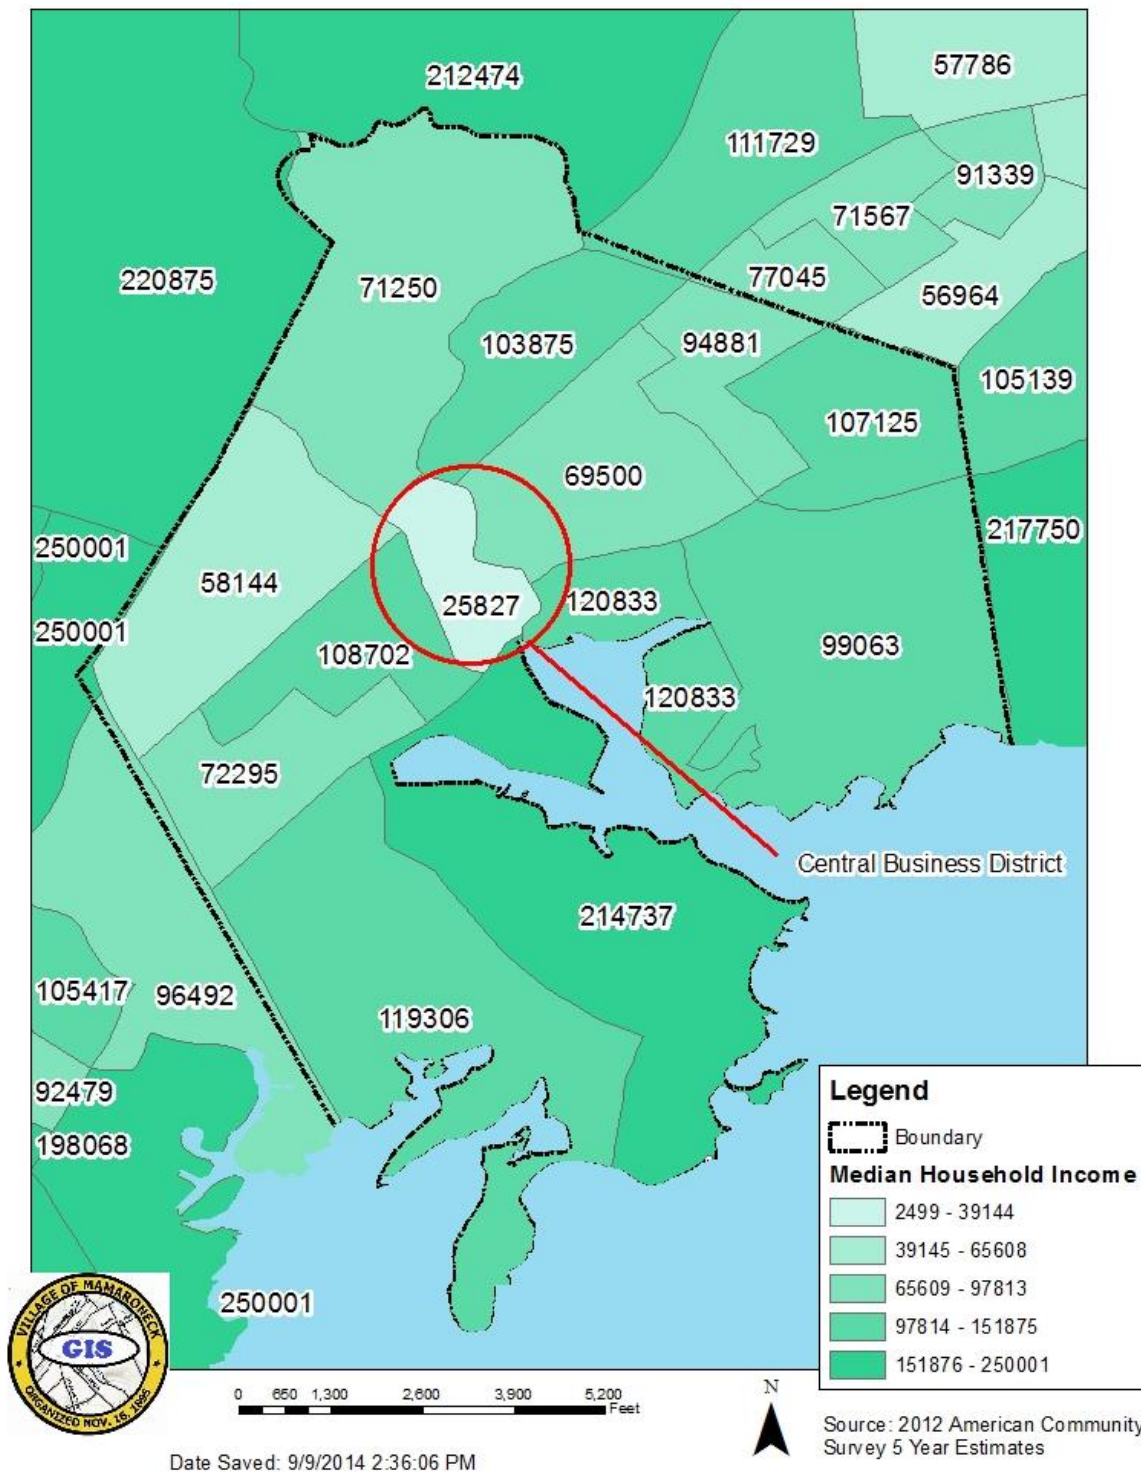 57786
212474
111729
91339
71567
220875
71250
77045
56964
103875
94881
105139
107125
69500
217750
250001
58144
25827
120833
250001
108702
99063
120833
72295
Central Business District
214737
105417
96492
119306
92479
198068
250001
Legend
Boundary
Median Household Income
2499 - 39144
39145 - 65608
65609 - 97813
97814 - 151875
151876 - 250001
VILLAGE OF MAMARONECK
GIS
ORGANIZED NOV. 16, 1895
0 650 1,300 2,600 3,900 5,200
Feet
N
Source: 2012 American Community
Survey 5 Year Estimates
Date Saved: 9/9/2014 2:36:06 PM